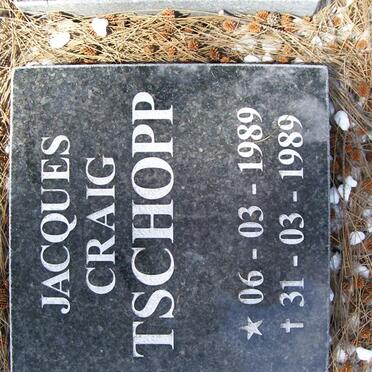 JACQUES
CRAIG
TSCHOPP
★ 06 - 03 - 1989
✝ 31 - 03 - 1989